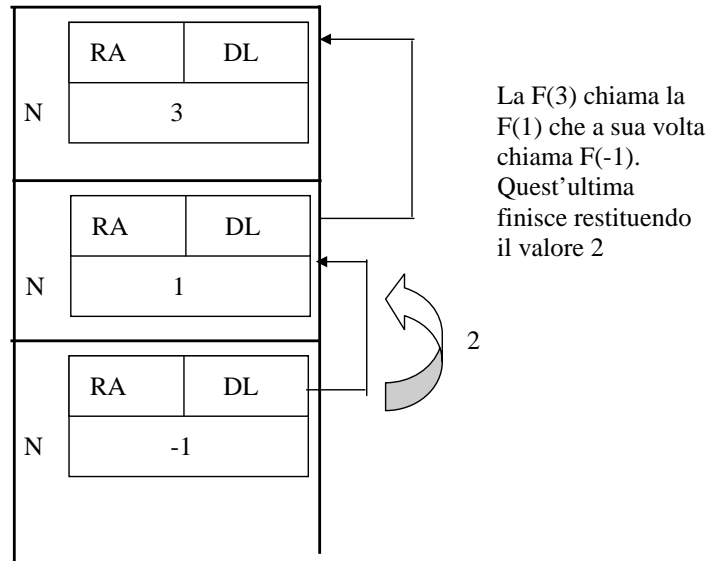 RA DL
N 3
La F(3) chiama la
F(1) che a sua volta
chiama F(-1).
Quest'ultima
finisce restituendo
il valore 2
RA DL
N 1
2
RA DL
N -1